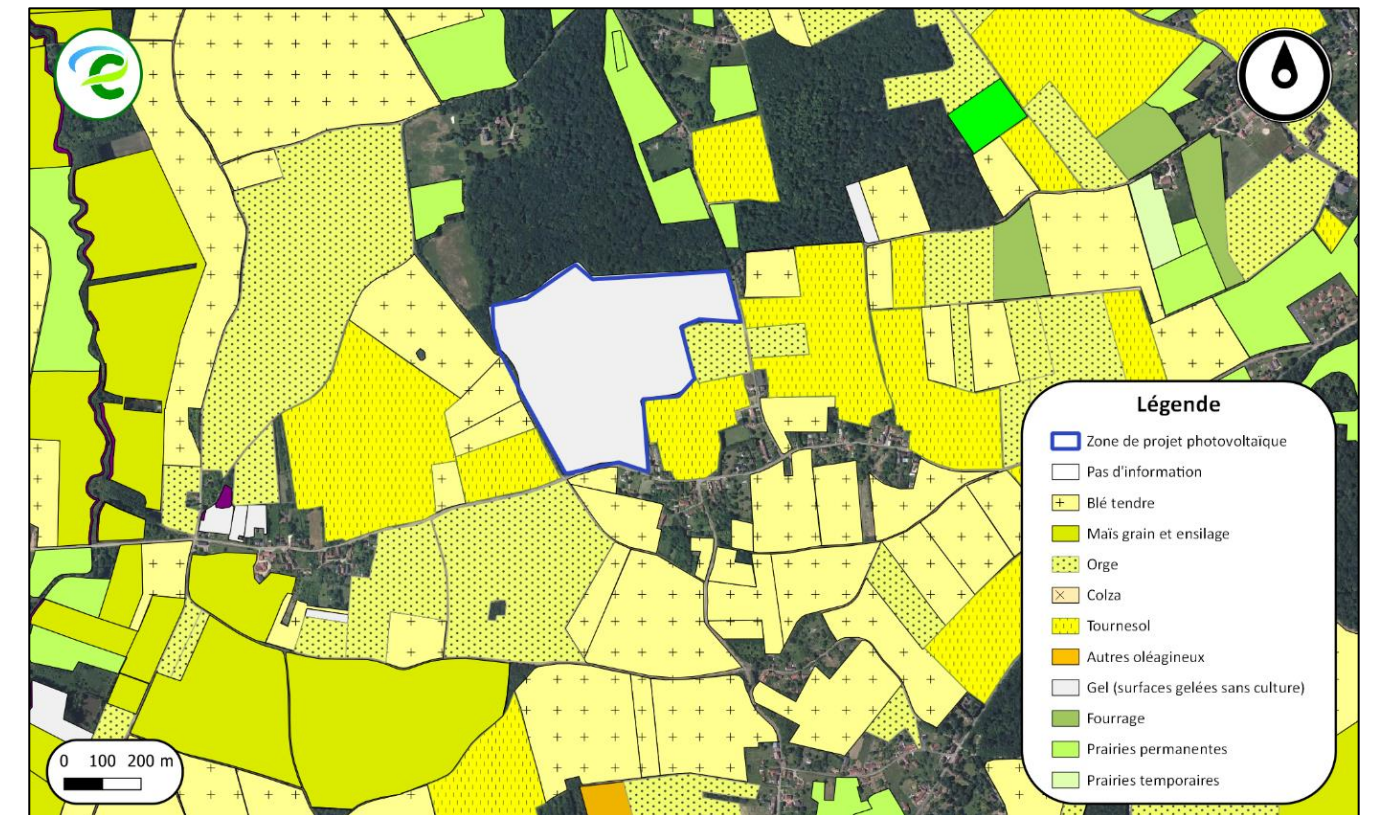 Légende
Zone de projet photovoltaïque
Pas d'information
Blé tendre
Maïs grain et ensilage
Orge
Colza
Tournesol
Autres oléagineux
Gel (surfaces gelées sans culture)
Fourrage
Prairies permanentes
Prairies temporaires
0 100 200 m